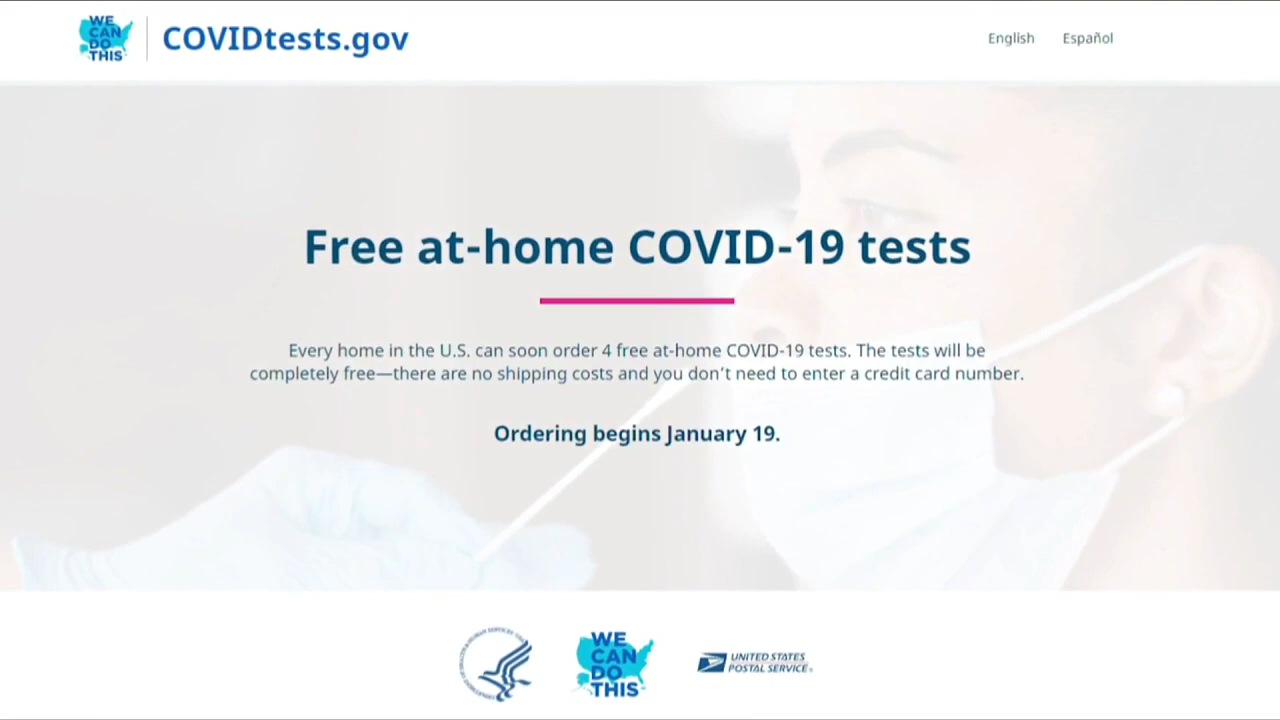 WE
CAN
DO
THIS
COVIDtests.gov
English
Español
Free at-home COVID-19 tests
Every home in the U.S. can soon order 4 free at-home COVID-19 tests. The tests will be
completely free—there are no shipping costs and you don't need to enter a credit card number.
Ordering begins January 19.
WE
CAN
DO
THIS
UNITED STATES
POSTAL SERVICE